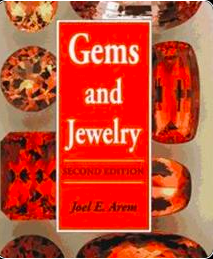 Gems
and
Jewelry
SECOND EDITION
Joel E. Arem